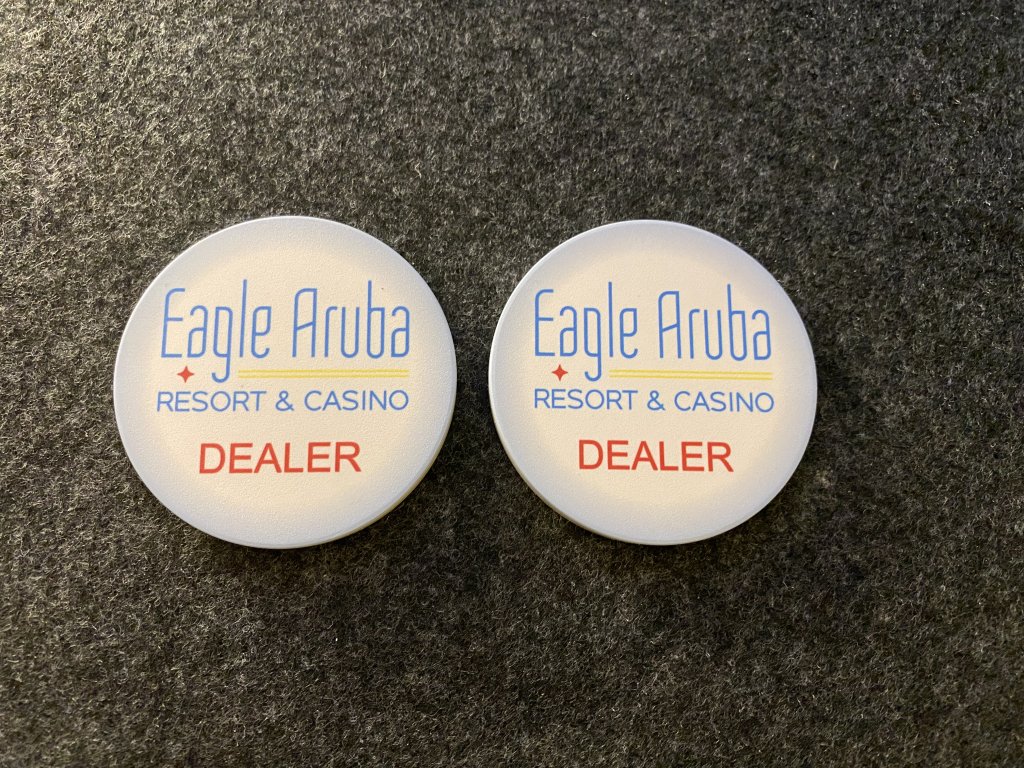 Eagle Aruba
RESORT & CASINO
DEALER
Eagle Aruba
RESORT & CASINO
DEALER